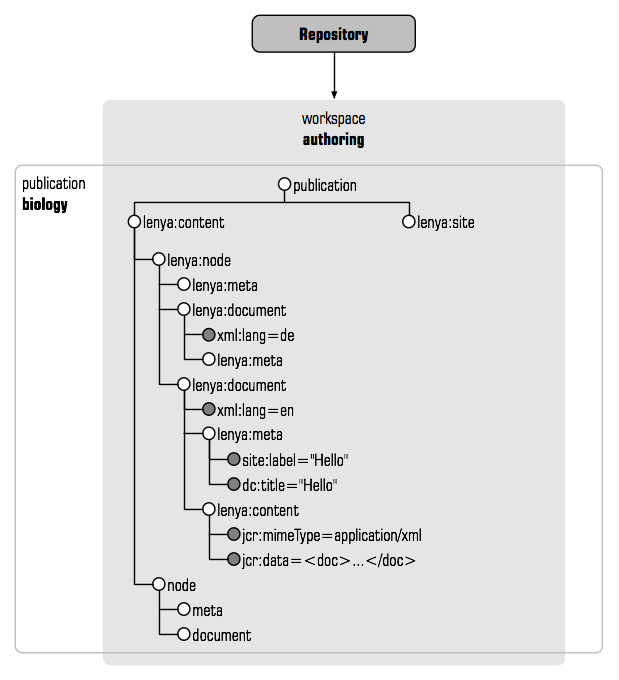 Repository
workspace
authoring
publication
biology
publication
lenya:content
lenya:site
lenya:node
lenya:meta
lenya:document
xml:lang=de
lenya:meta
lenya:document
xml:lang=en
lenya:meta
site:label="Hello"
dc:title="Hello"
lenya:content
jcr:mimeType=application/xml
jcr:data=<doc>...</doc>
node
meta
document